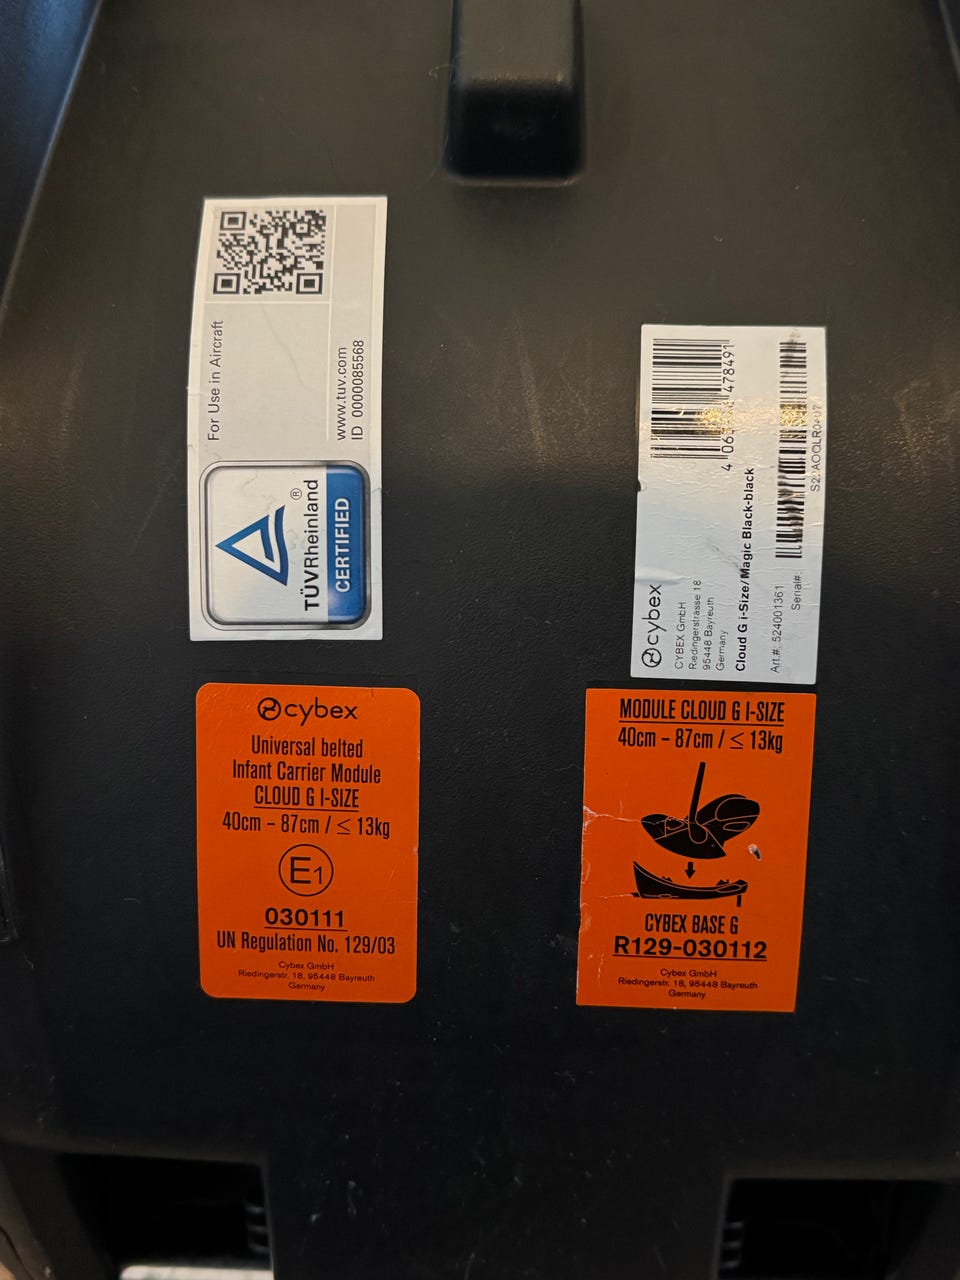 For Use in Aircraft
www.tuv.com
ID 0000085568
TÜVRheinland®
CERTIFIED
478491
cybex
CYBEX GmbH
Riedingerstrasse 18
95448 Bayreuth
Germany
Cloud G i-Size/Magic Black-black
Art.#: 524001361
Serial#:
cybex
Universal belted
Infant Carrier Module
CLOUD G I-SIZE
40cm – 87cm / ≤ 13kg
E1
030111
UN Regulation No. 129/03
Cybex GmbH
Riedingerstr. 18, 95448 Bayreuth
Germany
MODULE CLOUD G I-SIZE
40cm – 87cm / ≤ 13kg
CYBEX BASE G
R129-030112
Cybex GmbH
Riedingerstr. 18, 95448 Bayreuth
Germany